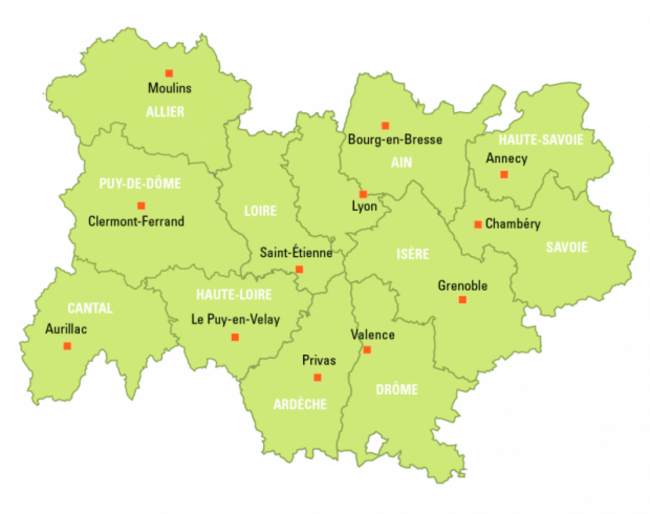 Moulins
ALLIER
Bourg-en-Bresse
AIN
HAUTE-SAVOIE
Annecy
PUY-DE-DÔME
Clermont-Ferrand
LOIRE
Lyon
Chambéry
SAVOIE
Saint-Étienne
ISÈRE
Grenoble
CANTAL
Aurillac
HAUTE-LOIRE
Le Puy-en-Velay
Valence
Privas
DRÔME
ARDÈCHE